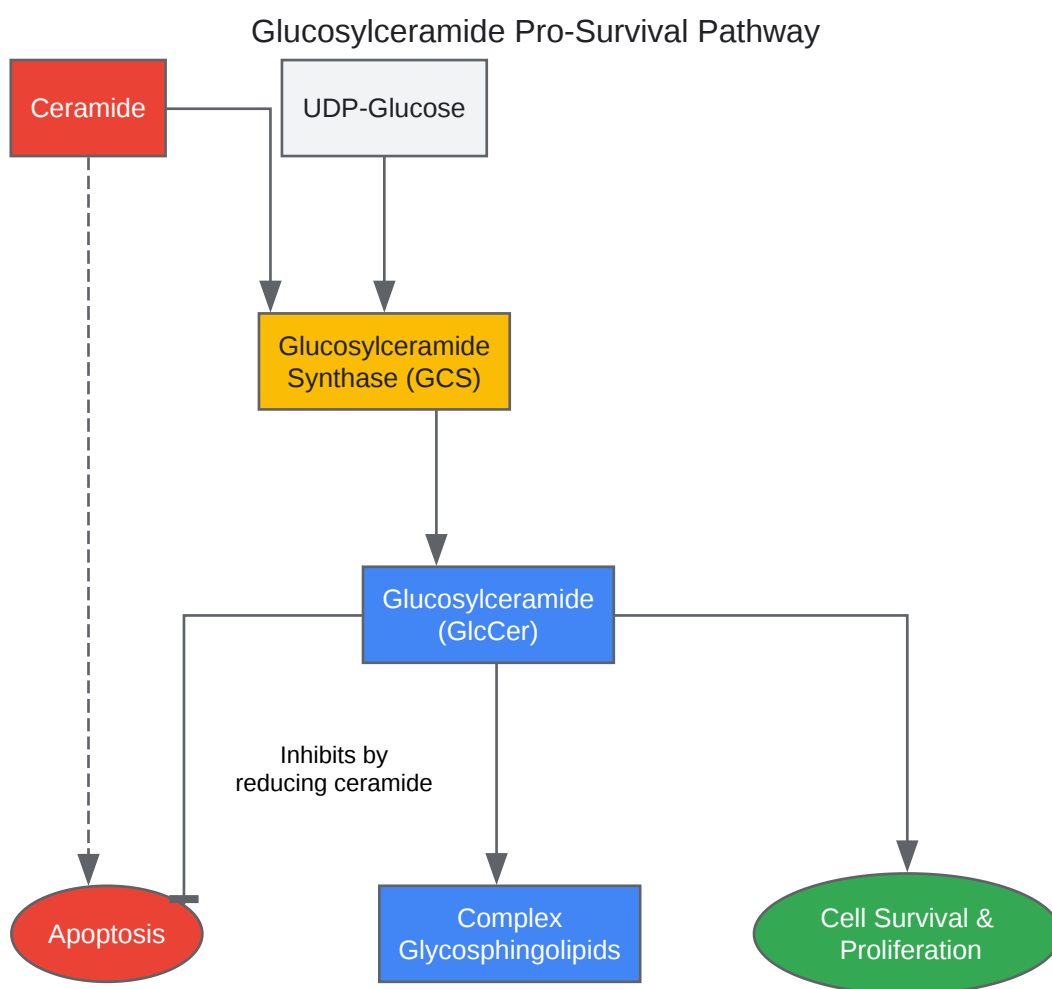 Glucosylceramide Pro-Survival Pathway
Ceramide
UDP-Glucose
Glucosylceramide
Synthase (GCS)
Glucosylceramide
(GlcCer)
Inhibits by
reducing ceramide
Apoptosis
Complex
Glycosphingolipids
Cell Survival &
Proliferation